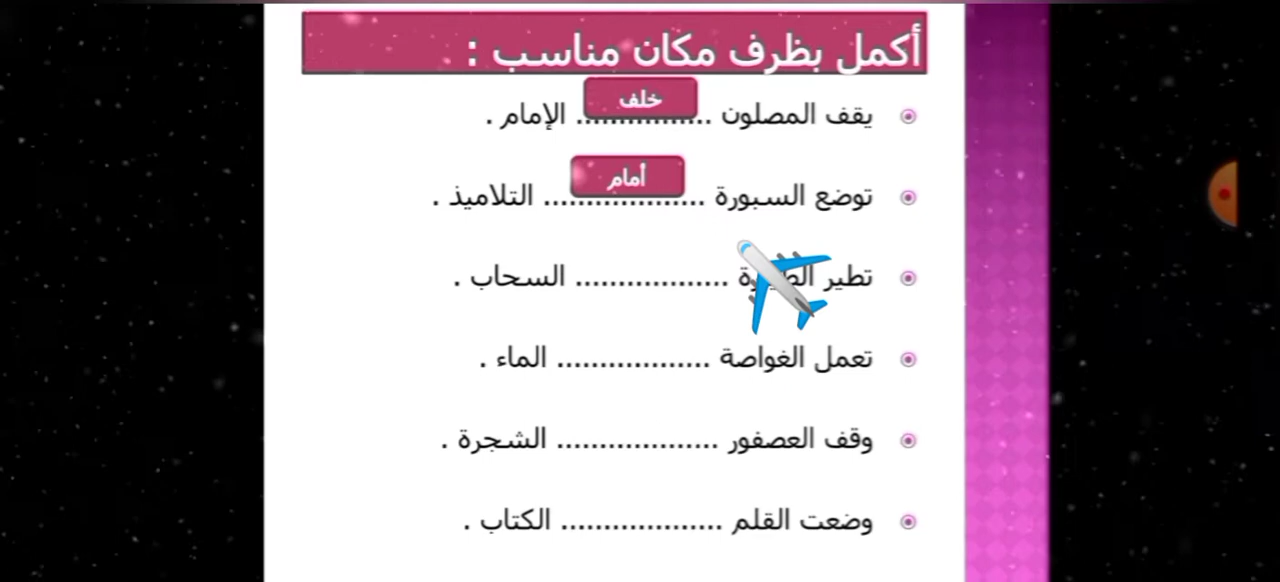 أكمل بظرف مكان مناسب :
يقف المصلون ................ الإمام .
خلف
توضع السبورة ................... التلاميذ .
أمام
تطير ................... السحاب .
تعمل الغواصة .................. الماء .
وقف العصفور ................... الشجرة .
وضعت القلم ................... الكتاب .